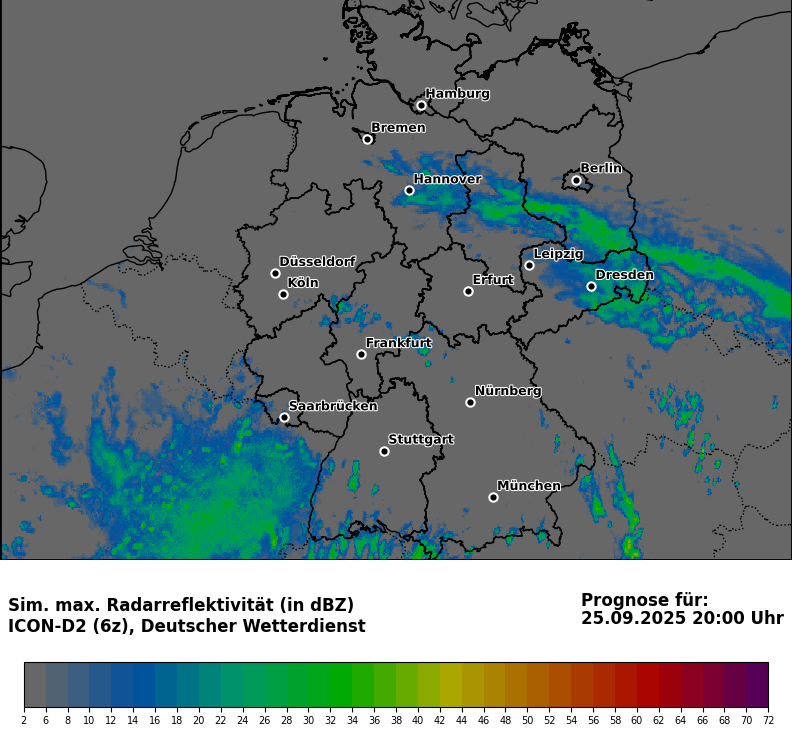 Hamburg
Bremen
Berlin
Hannover
Leipzig
Düsseldorf
Dresden
Köln
Erfurt
Frankfurt
Nürnberg
Saarbrücken
Stuttgart
München
Sim. max. Radarreflektivität (in dBZ)
ICON-D2 (6z), Deutscher Wetterdienst
Prognose für:
25.09.2025 20:00 Uhr
2 6 8 10 12 14 16 18 20 22 24 26 28 30 32 34 36 38 40 42 44 46 48 50 52 54 56 58 60 62 64 66 68 70 72